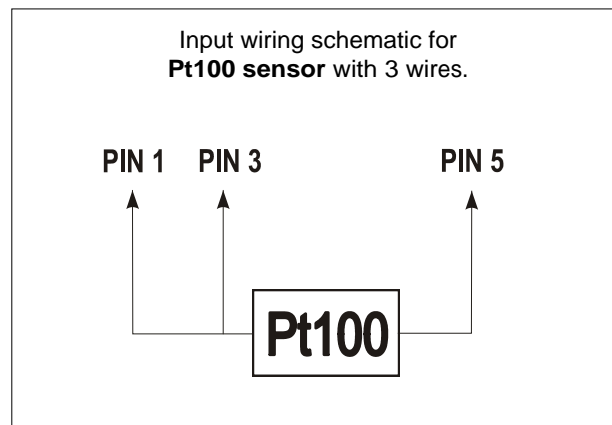 Input wiring schematic for
Pt100 sensor with 3 wires.
PIN 1 PIN 3 PIN 5
Pt100